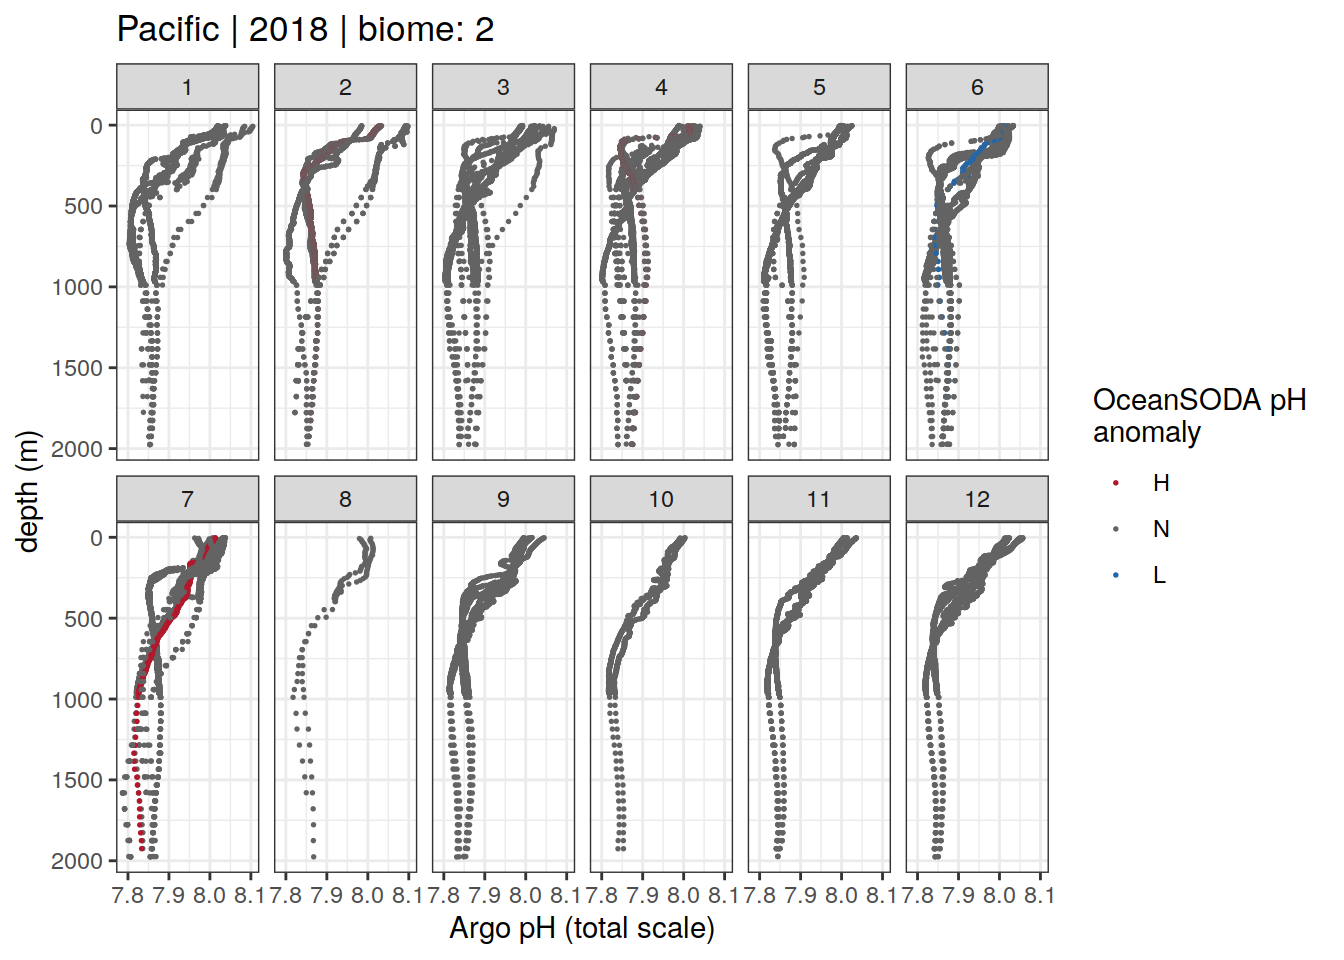 Pacific | 2018 | biome: 2
1 2 3 4 5 6
0
500
1000
1500
2000
7 8 9 10 11 12
0
500
1000
1500
2000
7.8 7.9 8.0 8.1 7.8 7.9 8.0 8.1 7.8 7.9 8.0 8.1 7.8 7.9 8.0 8.1 7.8 7.9 8.0 8.1 7.8 7.9 8.0 8.1
Argo pH (total scale)
depth (m)
OceanSODA pH
anomaly
H
N
L